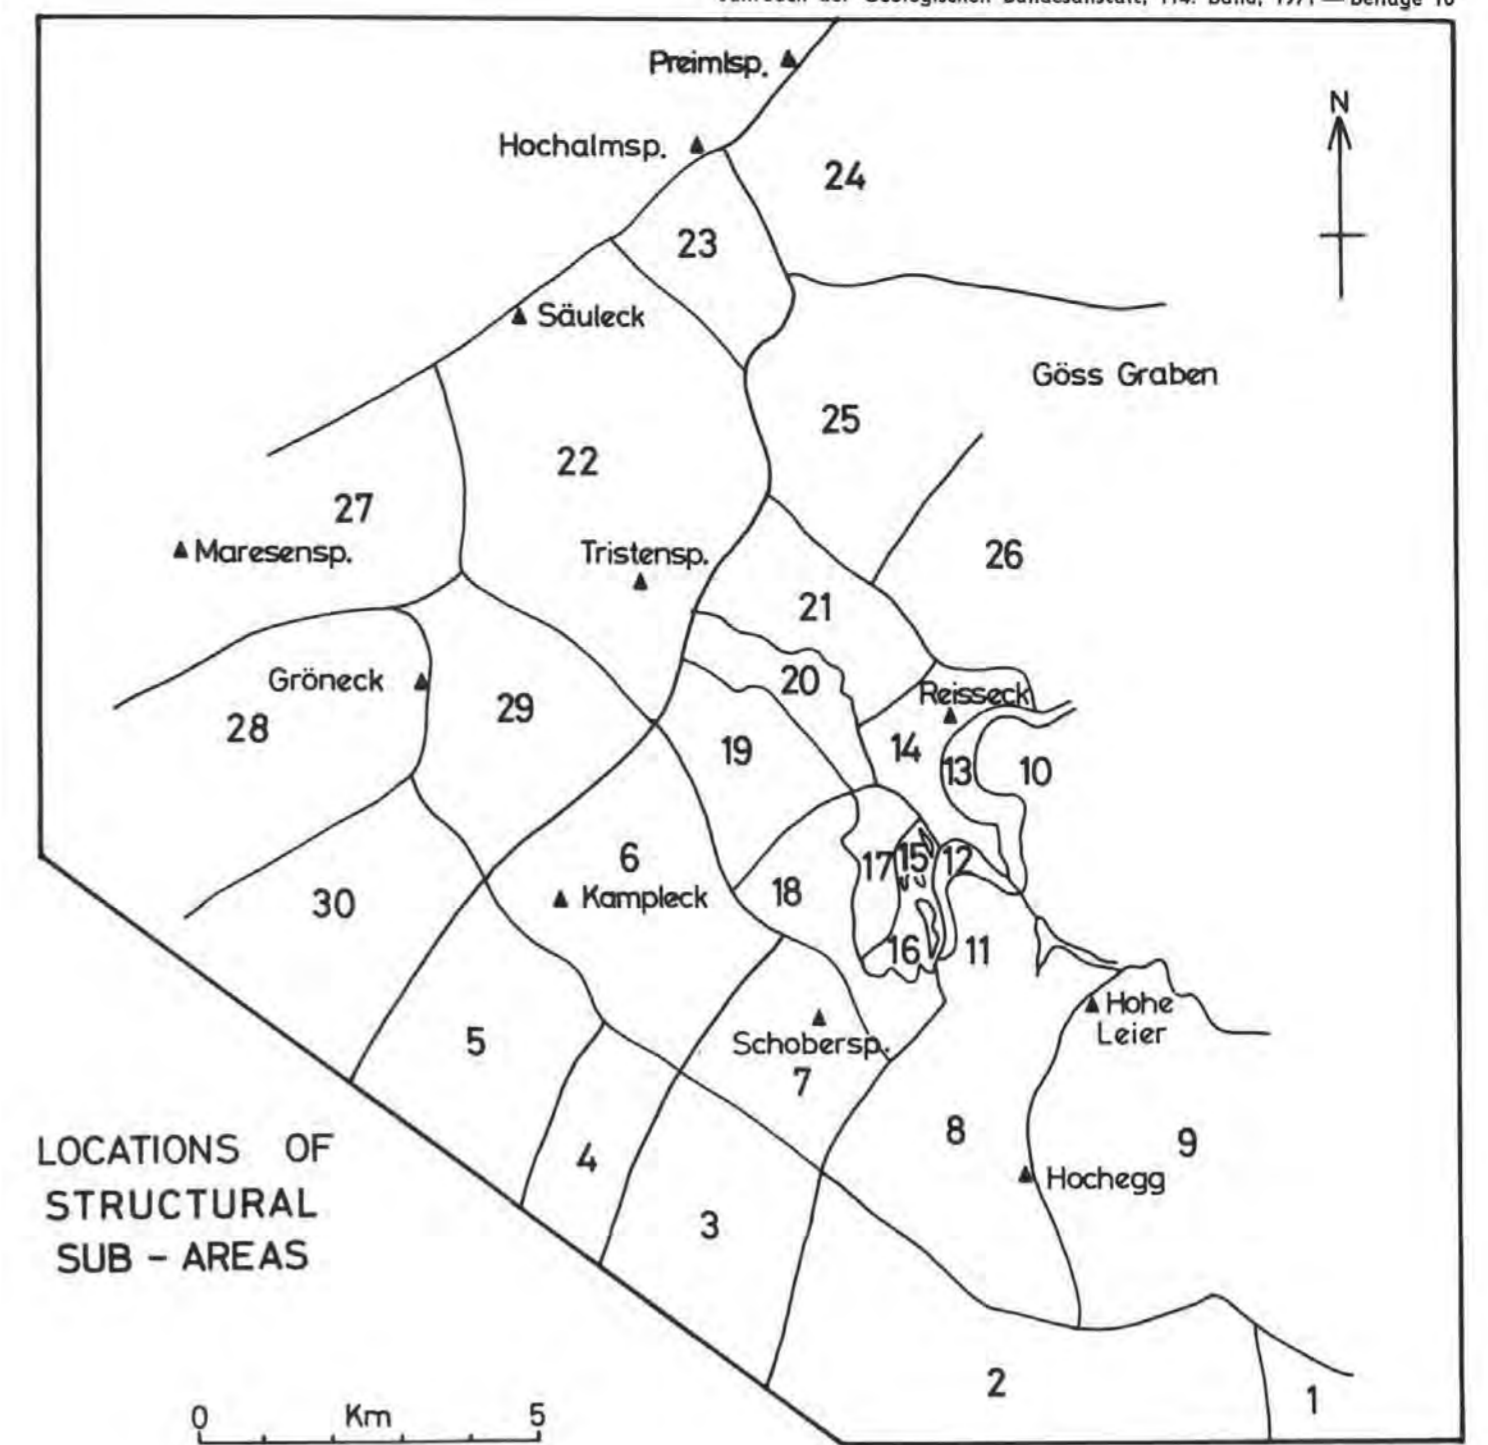 Preimlsp.
N
Hochalmsp.
24
23
Säuleck
Göss Graben
25
22
27
Maresensp.
Tristensp.
26
21
Gröneck
20
Reisseck
28
29
19
14
13
10
6
17
15
12
Kampleck
18
30
16
11
Hohe
Leier
5
Schobersp.
7
8
9
4
Hochegg
3
LOCATIONS OF
STRUCTURAL
SUB - AREAS
2
1
0 Km 5